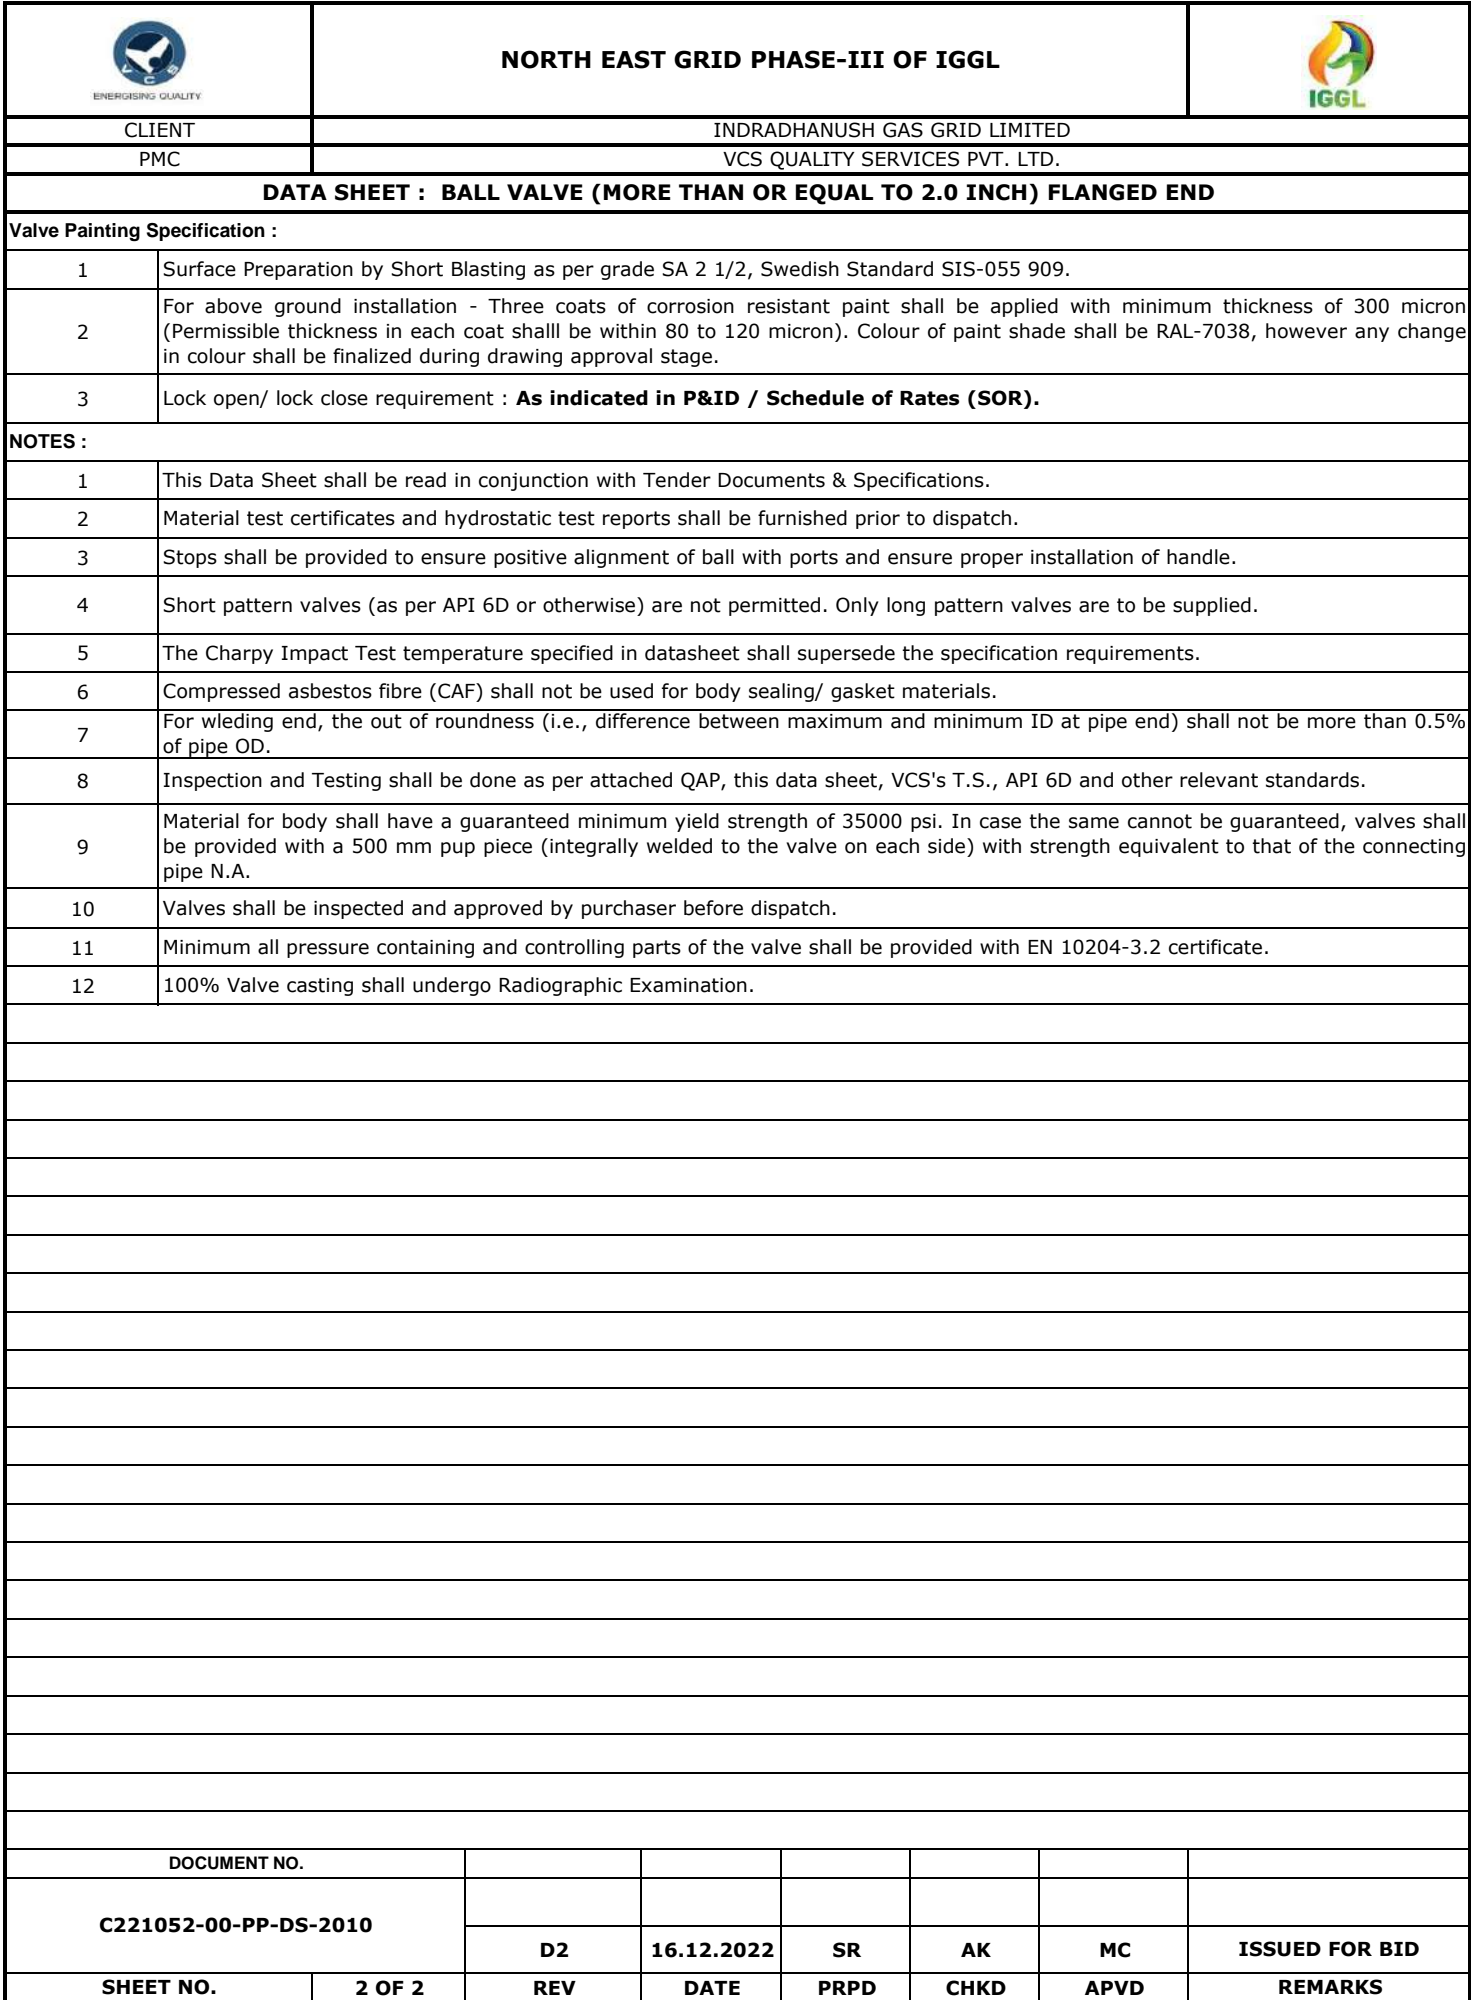 VCS
ENERGISING QUALITY
NORTH EAST GRID PHASE-III OF IGGL
IGGL
CLIENT
INDRADHANUSH GAS GRID LIMITED
PMC
VCS QUALITY SERVICES PVT. LTD.
DATA SHEET : BALL VALVE (MORE THAN OR EQUAL TO 2.0 INCH) FLANGED END
Valve Painting Specification :
1 Surface Preparation by Short Blasting as per grade SA 2 1/2, Swedish Standard SIS-055 909.
2 For above ground installation - Three coats of corrosion resistant paint shall be applied with minimum thickness of 300 micron
(Permissible thickness in each coat shalll be within 80 to 120 micron). Colour of paint shade shall be RAL-7038, however any change
in colour shall be finalized during drawing approval stage.
3 Lock open/ lock close requirement : As indicated in P&ID / Schedule of Rates (SOR).
NOTES :
1 This Data Sheet shall be read in conjunction with Tender Documents & Specifications.
2 Material test certificates and hydrostatic test reports shall be furnished prior to dispatch.
3 Stops shall be provided to ensure positive alignment of ball with ports and ensure proper installation of handle.
4 Short pattern valves (as per API 6D or otherwise) are not permitted. Only long pattern valves are to be supplied.
5 The Charpy Impact Test temperature specified in datasheet shall supersede the specification requirements.
6 Compressed asbestos fibre (CAF) shall not be used for body sealing/ gasket materials.
7 For wleding end, the out of roundness (i.e., difference between maximum and minimum ID at pipe end) shall not be more than 0.5%
of pipe OD.
8 Inspection and Testing shall be done as per attached QAP, this data sheet, VCS's T.S., API 6D and other relevant standards.
9 Material for body shall have a guaranteed minimum yield strength of 35000 psi. In case the same cannot be guaranteed, valves shall
be provided with a 500 mm pup piece (integrally welded to the valve on each side) with strength equivalent to that of the connecting
pipe N.A.
10 Valves shall be inspected and approved by purchaser before dispatch.
11 Minimum all pressure containing and controlling parts of the valve shall be provided with EN 10204-3.2 certificate.
12 100% Valve casting shall undergo Radiographic Examination.
DOCUMENT NO.
C221052-00-PP-DS-2010
D2 16.12.2022 SR AK MC ISSUED FOR BID
SHEET NO. 2 OF 2 REV DATE PRPD CHKD APVD REMARKS